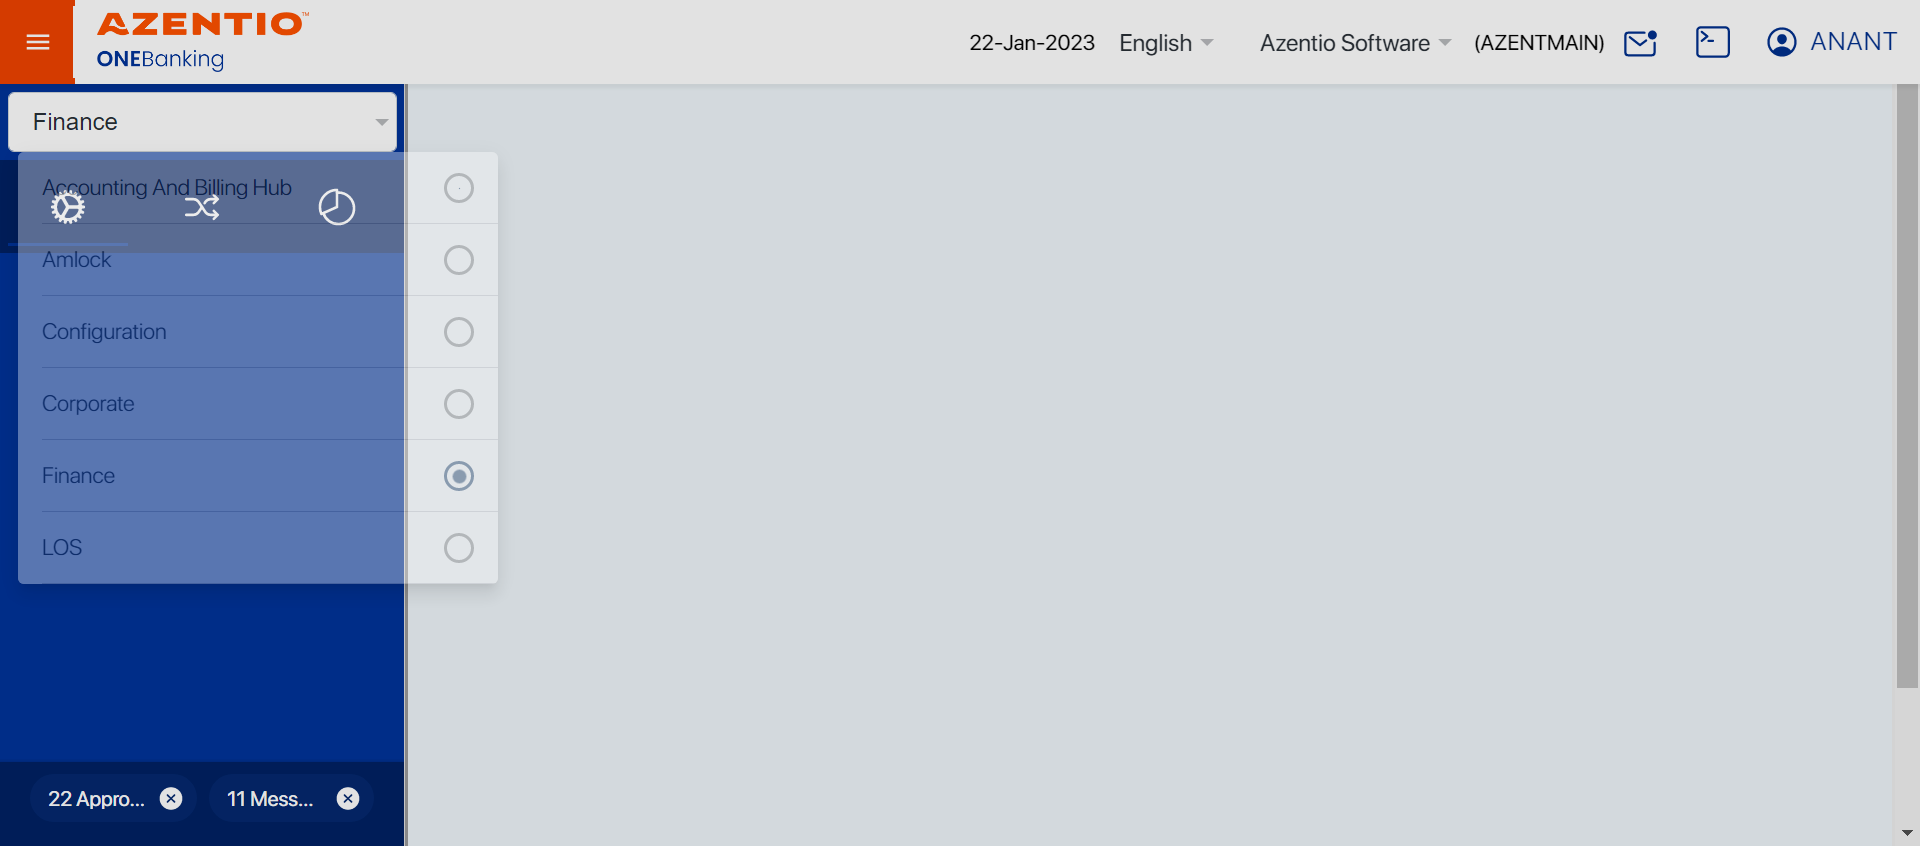 AZENTIO™
ONEBanking
22-Jan-2023 English Azentio Software (AZENTMAIN) ANANT
Finance
Accounting And Billing Hub
Amlock
Configuration
Corporate
Finance
LOS
22 Appro... 11 Mess...